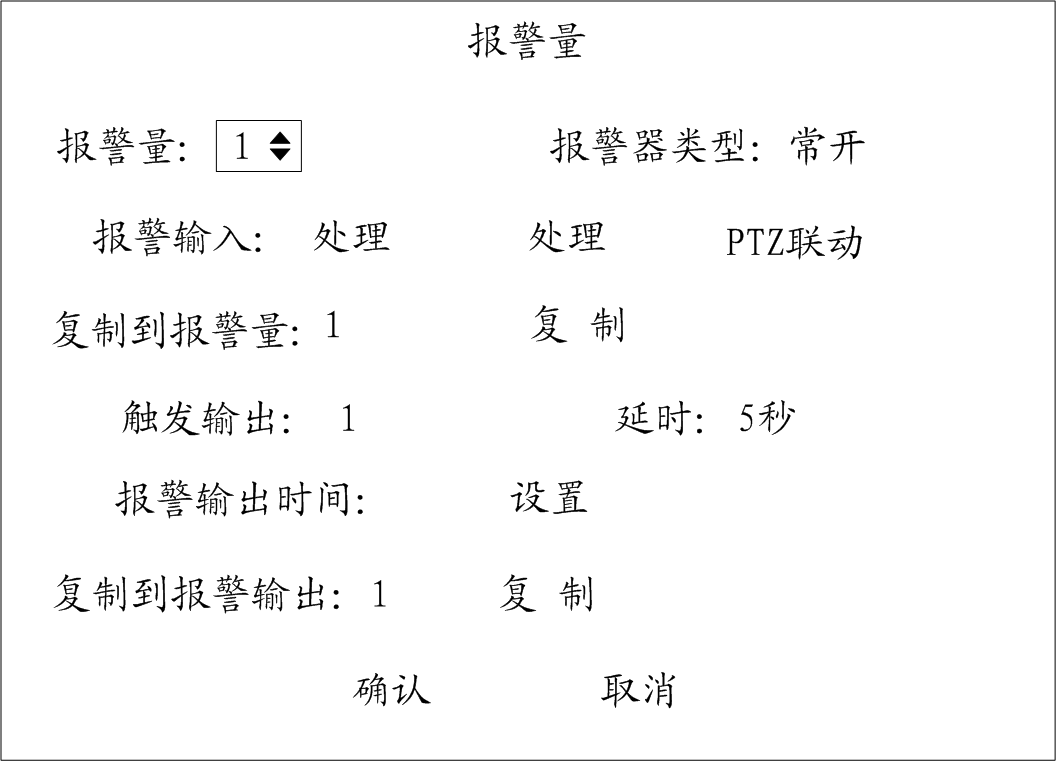 报警量
报警量: 1 报警器类型: 常开
报警输入: 处理 处理 PTZ联动
复制到报警量: 1 复 制
触发输出: 1 延时: 5秒
报警输出时间: 设置
复制到报警输出: 1 复 制
确认 取消